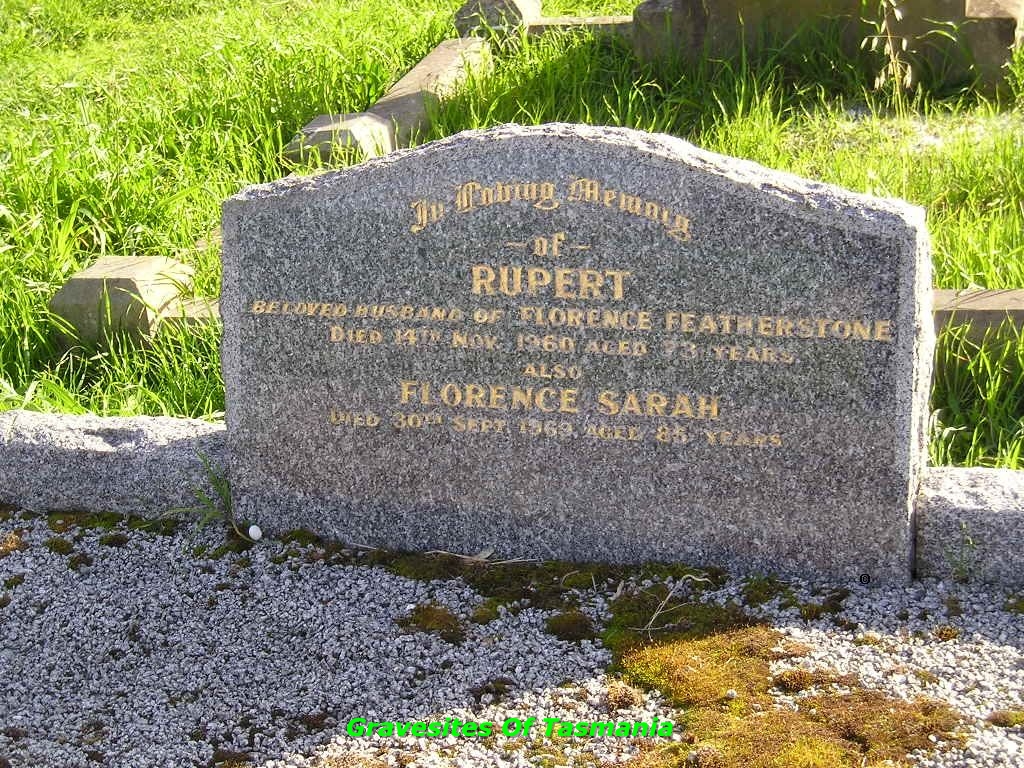 In Loving Memory
– of –
RUPERT
BELOVED HUSBAND OF FLORENCE FEATHERSTONE
DIED 14TH NOV. 1960 AGED 73 YEARS.
ALSO
FLORENCE SARAH
DIED 30TH SEPT. 1969 AGED 85 YEARS
©
Gravesites Of Tasmania